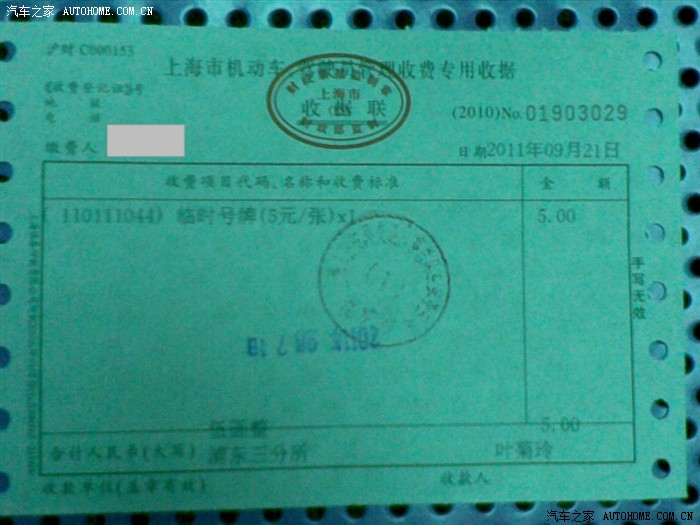 汽车之家 AUTOHOME.COM.CN
沪财 C000153
上海市机动车、驾驶员管理收费专用收据
上海市
收据联
《收费登记证》号
地 址
电 话
(2010)No. 01903029
缴费人
日期2011年09月21日
收费项目代码、名称和收费标准 金 额
(110111044) 临时号牌(5元/张)x1 5.00
手写无效
伍圆整 5.00
合计人民币(大写) 浦东三分所 叶菊玲
收款单位(盖章有效) 收款人
汽车之家 AUTOHOME.COM.CN